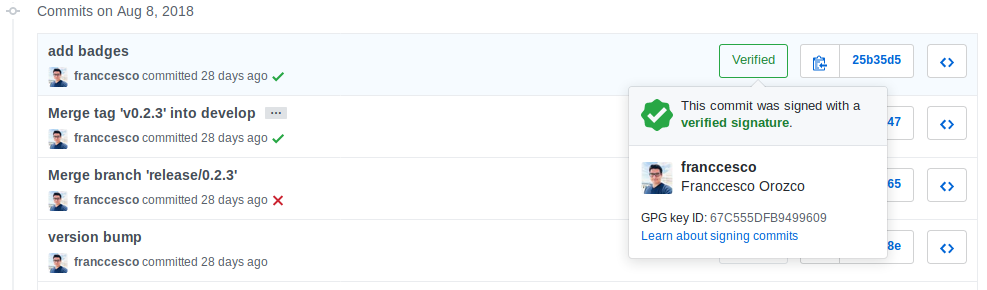 Commits on Aug 8, 2018
add badges
franccesco committed 28 days ago
Verified
25b35d5
This commit was signed with a
verified signature.
franccesco
Franccesco Orozco
GPG key ID: 67C555DFB9499609
Learn about signing commits
Merge tag 'v0.2.3' into develop ...
franccesco committed 28 days ago
47
Merge branch 'release/0.2.3'
franccesco committed 28 days ago
65
version bump
franccesco committed 28 days ago
8e